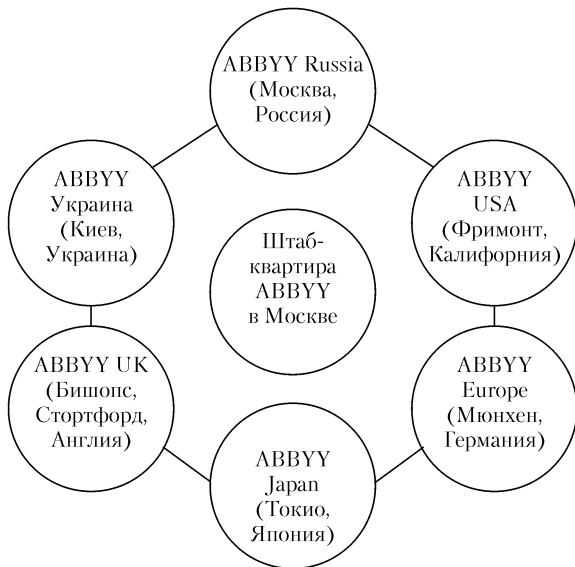 ABBYY Russia
(Москва,
Россия)
ABBYY
Украина
(Киев,
Украина)
ABBYY
USA
(Фримонт,
Калифорния)
Штаб-
квартира
ABBYY
в Москве
ABBYY UK
(Бишопс,
Стортфорд,
Англия)
ABBYY
Europe
(Мюнхен,
Германия)
ABBYY
Japan
(Токио,
Япония)